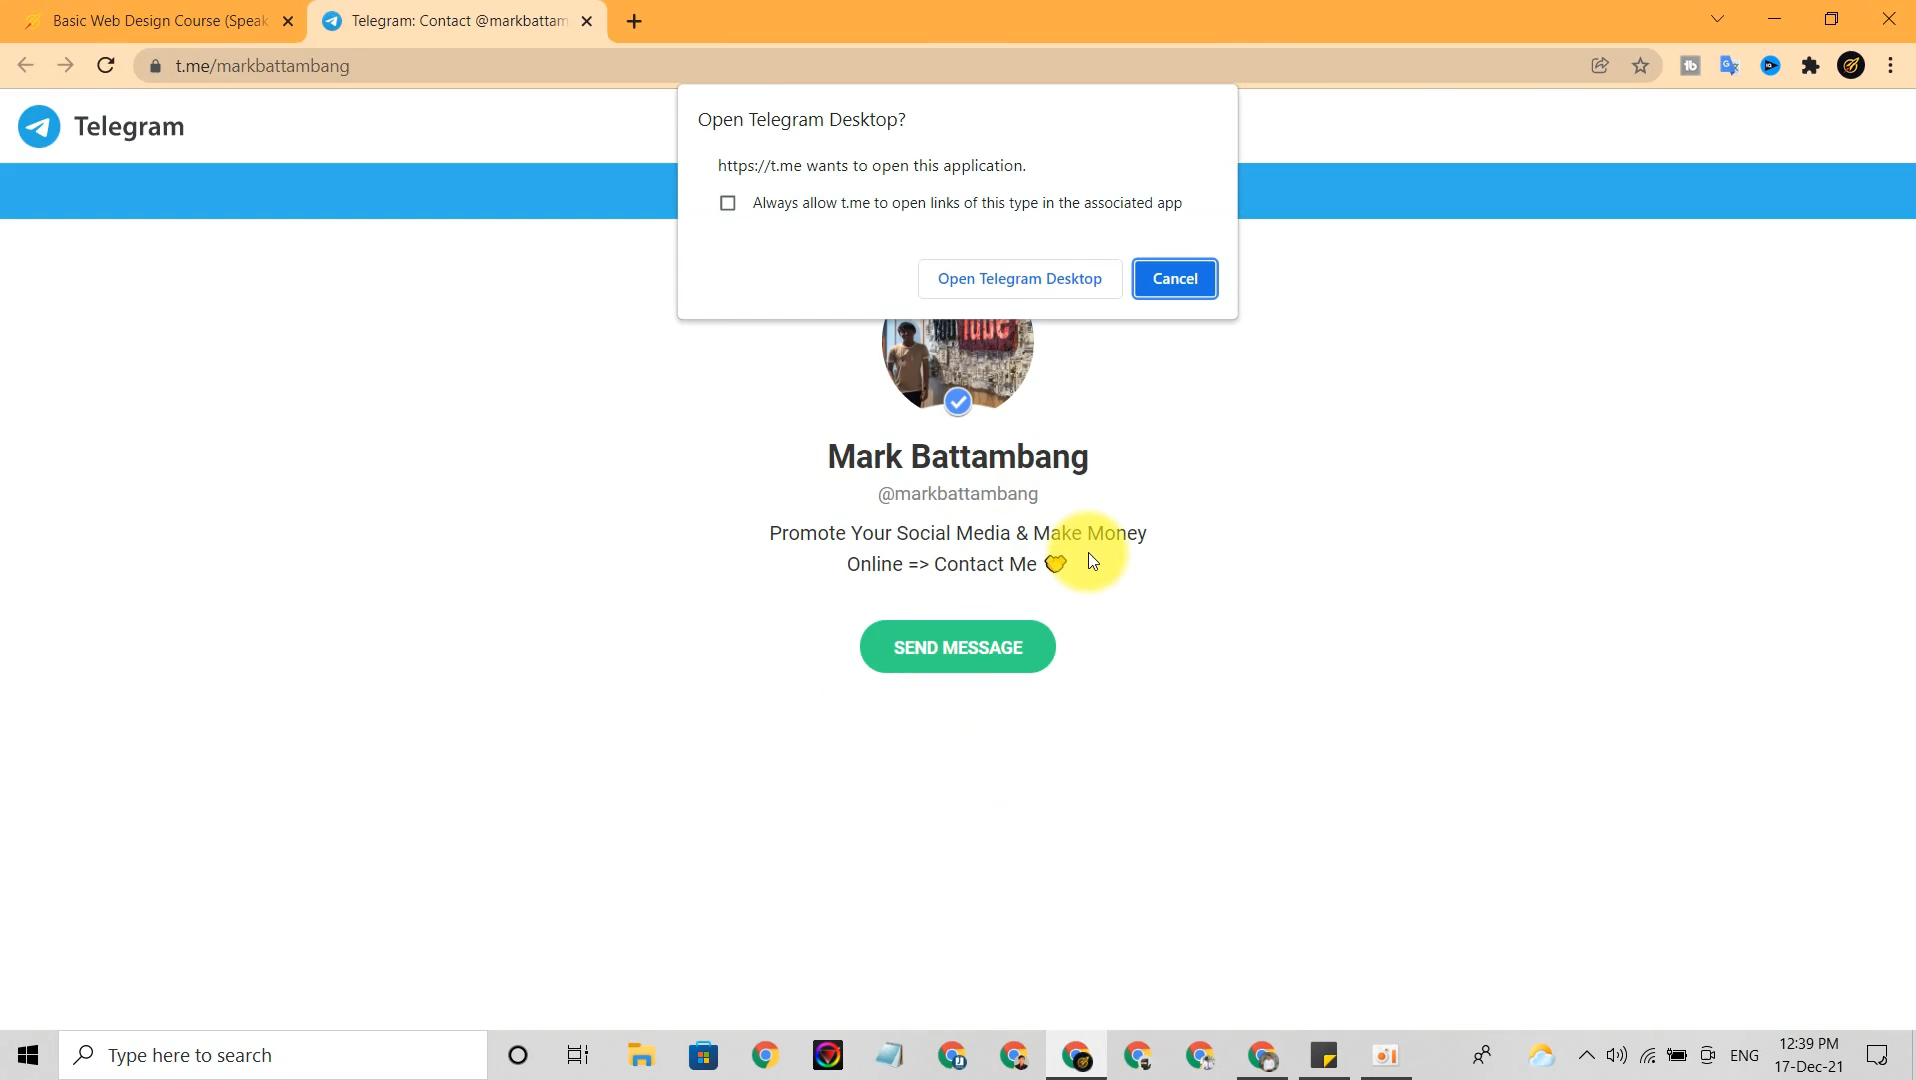 Basic Web Design Course (Speak
Telegram: Contact @markbattam
t.me/markbattambang
Telegram
Open Telegram Desktop?
https://t.me wants to open this application.
Always allow t.me to open links of this type in the associated app
Open Telegram Desktop
Cancel
Mark Battambang
@markbattambang
Promote Your Social Media & Make Money
Online => Contact Me
SEND MESSAGE
Type here to search
ENG
12:39 PM
17-Dec-21